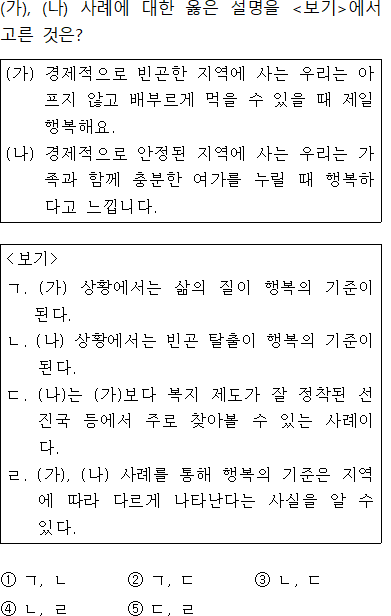 (가), (나) 사례에 대한 옳은 설명을 <보기>에서
고른 것은?
(가) 경제적으로 빈곤한 지역에 사는 우리는 아
프지 않고 배부르게 먹을 수 있을 때 제일
행복해요.
(나) 경제적으로 안정된 지역에 사는 우리는 가
족과 함께 충분한 여가를 누릴 때 행복하
다고 느낍니다.
<보기>
ㄱ. (가) 상황에서는 삶의 질이 행복의 기준이
된다.
ㄴ. (나) 상황에서는 빈곤 탈출이 행복의 기준이
된다.
ㄷ. (나)는 (가)보다 복지 제도가 잘 정착된 선
진국 등에서 주로 찾아볼 수 있는 사례이
다.
ㄹ. (가), (나) 사례를 통해 행복의 기준은 지역
에 따라 다르게 나타난다는 사실을 알 수
있다.
① ㄱ, ㄴ ② ㄱ, ㄷ ③ ㄴ, ㄷ
④ ㄴ, ㄹ ⑤ ㄷ, ㄹ